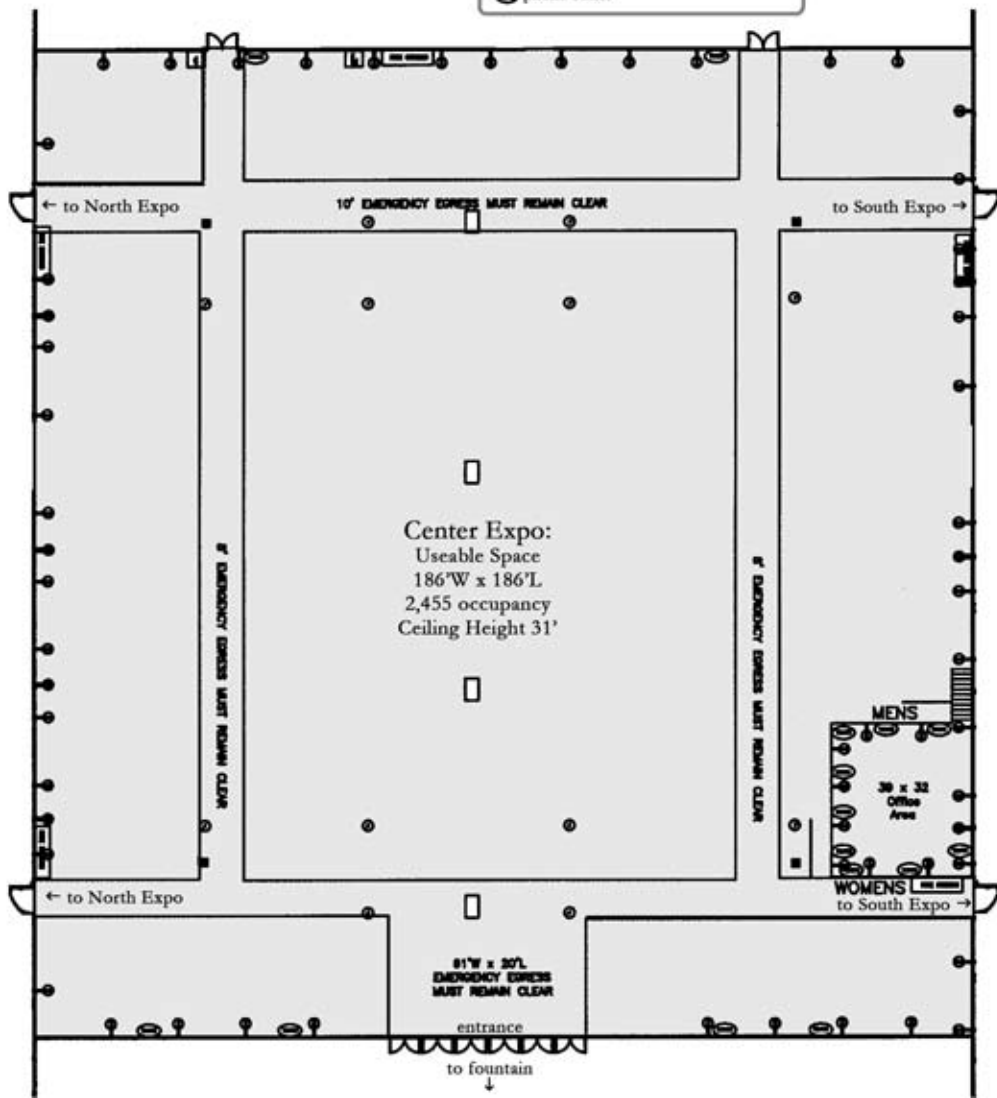 10' EMERGENCY EGRESS MUST REMAIN CLEAR
← to North Expo
to South Expo →
Center Expo:
Useable Space
186'W x 186'L
2,455 occupancy
Ceiling Height 31'
8' EMERGENCY EGRESS MUST REMAIN CLEAR
8' EMERGENCY EGRESS MUST REMAIN CLEAR
MENS
Office
Area
WOMENS
← to North Expo
to South Expo →
EMERGENCY EGRESS
MUST REMAIN CLEAR
entrance
to fountain
↓